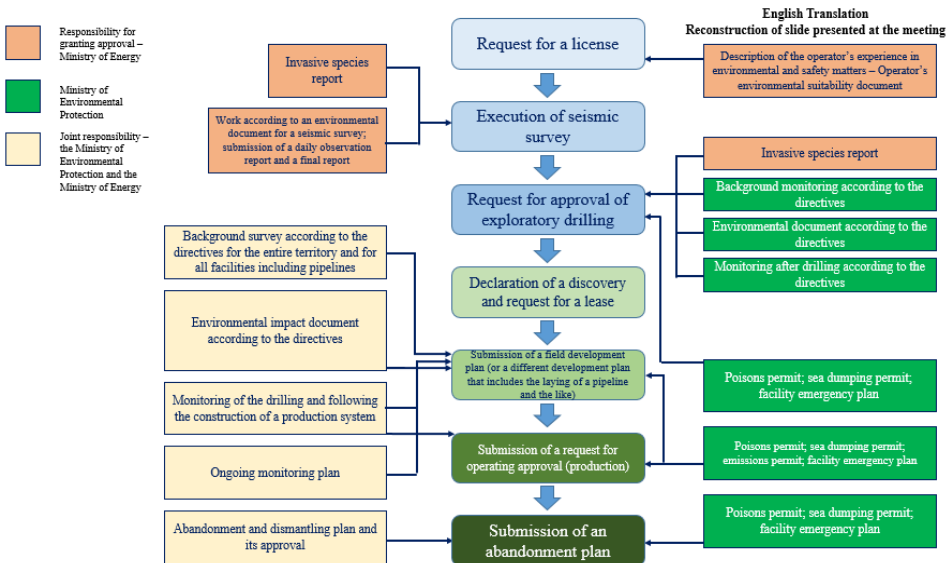 English Translation
Reconstruction of slide presented at the meeting
Responsibility for
granting approval –
Ministry of Energy
Ministry of
Environmental
Protection
Joint responsibility –
the Ministry of
Environmental
Protection and the
Ministry of Energy
Invasive species
report
Work according to an environmental
document for a seismic survey;
submission of a daily observation
report and a final report
Background survey according to the
directives for the entire territory and for
all facilities including pipelines
Environmental impact document
according to the directives
Monitoring of the drilling and following
the construction of a production system
Ongoing monitoring plan
Abandonment and dismantling plan and
its approval
Request for a license
Execution of seismic
survey
Request for approval of
exploratory drilling
Declaration of a discovery
and request for a lease
Submission of a field development
plan (or a different development plan
that includes the laying of a pipeline
and the like)
Submission of a request for
operating approval (production)
Submission of an
abandonment plan
Description of the operator's experience in
environmental and safety matters – Operator's
environmental suitability document
Invasive species report
Background monitoring according to the
directives
Environmental document according to the
directives
Monitoring after drilling according to the
directives
Poisons permit; sea dumping permit;
facility emergency plan
Poisons permit; sea dumping permit;
emissions permit; facility emergency plan
Poisons permit; sea dumping permit;
facility emergency plan